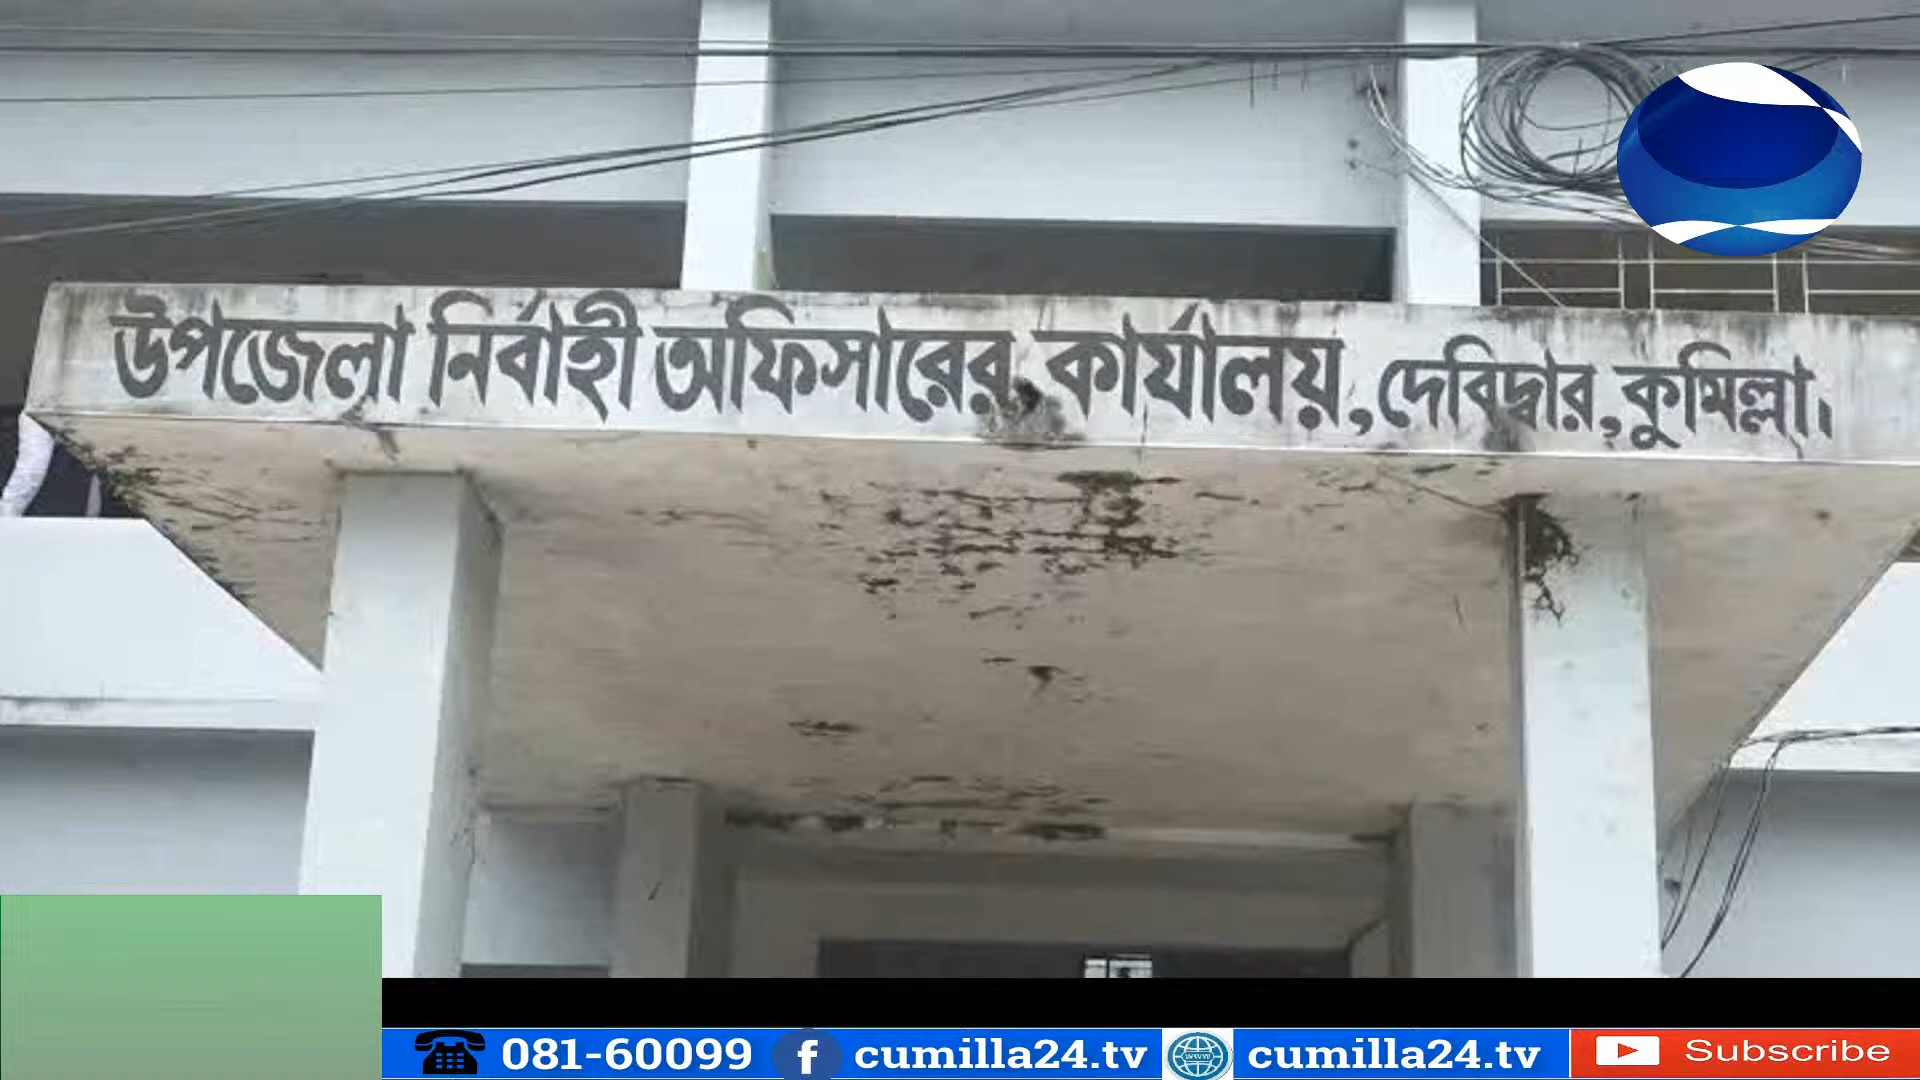 উপজেলা নির্বাহী অফিসারের কার্যালয়, দেবিদ্বার, কুমিল্লা।
081-60099 cumilla24.tv cumilla24.tv Subscribe